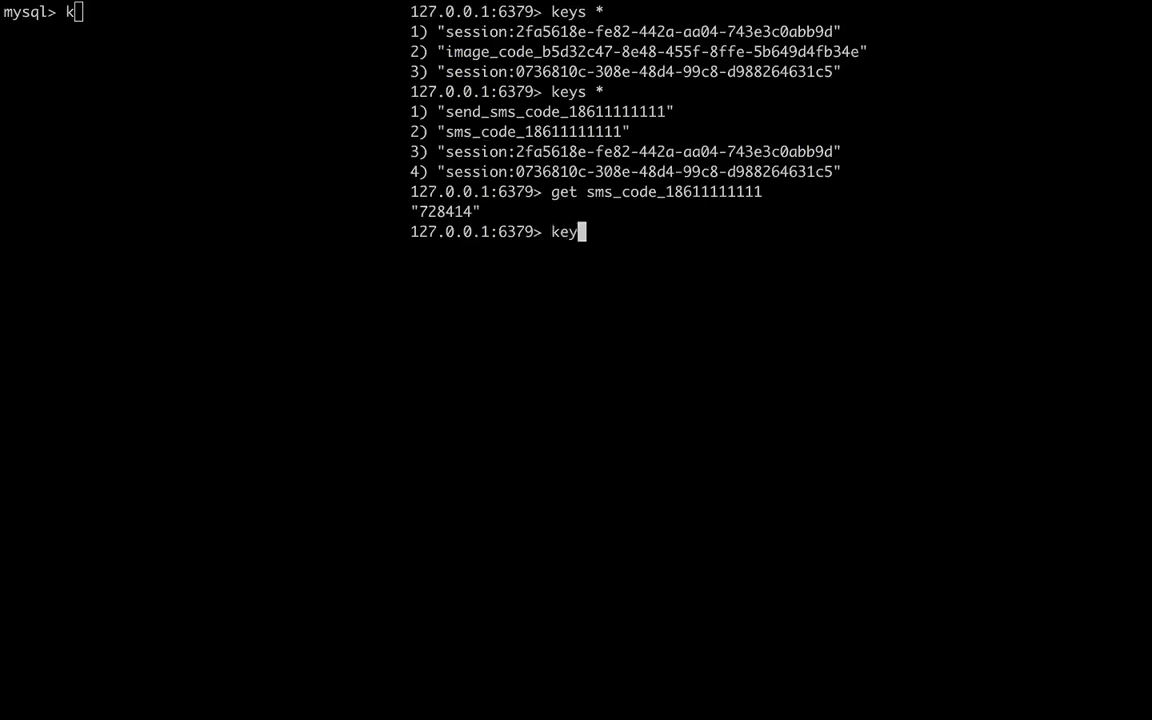 mysql> k
127.0.0.1:6379> keys *
1) "session:2fa5618e-fe82-442a-aa04-743e3c0abb9d"
2) "image_code_b5d32c47-8e48-455f-8ffe-5b649d4fb34e"
3) "session:0736810c-308e-48d4-99c8-d988264631c5"
127.0.0.1:6379> keys *
1) "send_sms_code_18611111111"
2) "sms_code_18611111111"
3) "session:2fa5618e-fe82-442a-aa04-743e3c0abb9d"
4) "session:0736810c-308e-48d4-99c8-d988264631c5"
127.0.0.1:6379> get sms_code_18611111111
"728414"
127.0.0.1:6379> key